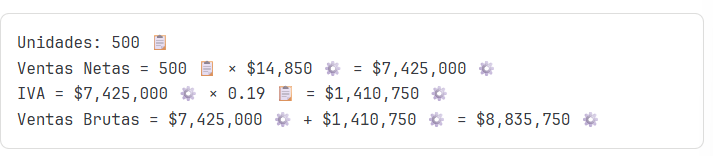 Unidades: 500 📋
Ventas Netas = 500 📋 × $14,850 ⚙️ = $7,425,000 ⚙️
IVA = $7,425,000 ⚙️ × 0.19 📋 = $1,410,750 ⚙️
Ventas Brutas = $7,425,000 ⚙️ + $1,410,750 ⚙️ = $8,835,750 ⚙️